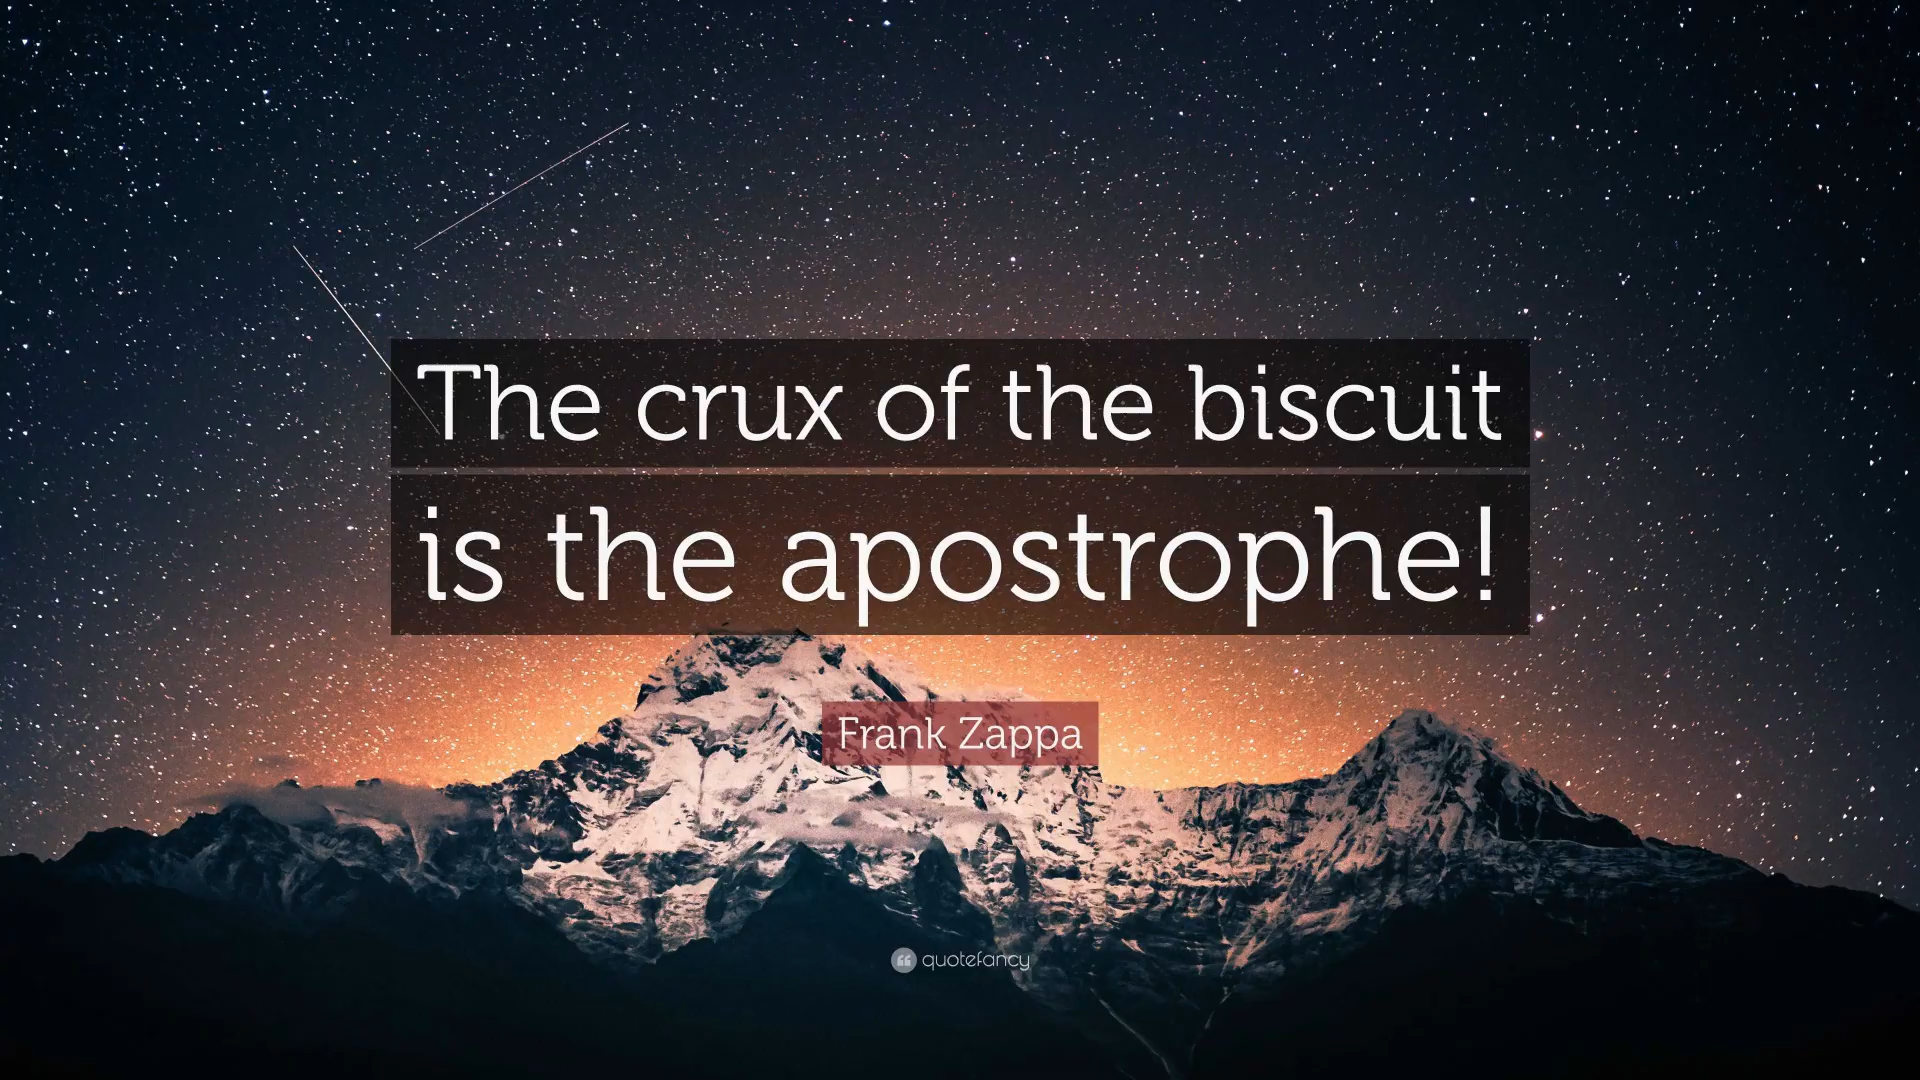 The crux of the biscuit
is the apostrophe!
Frank Zappa
quotefancy